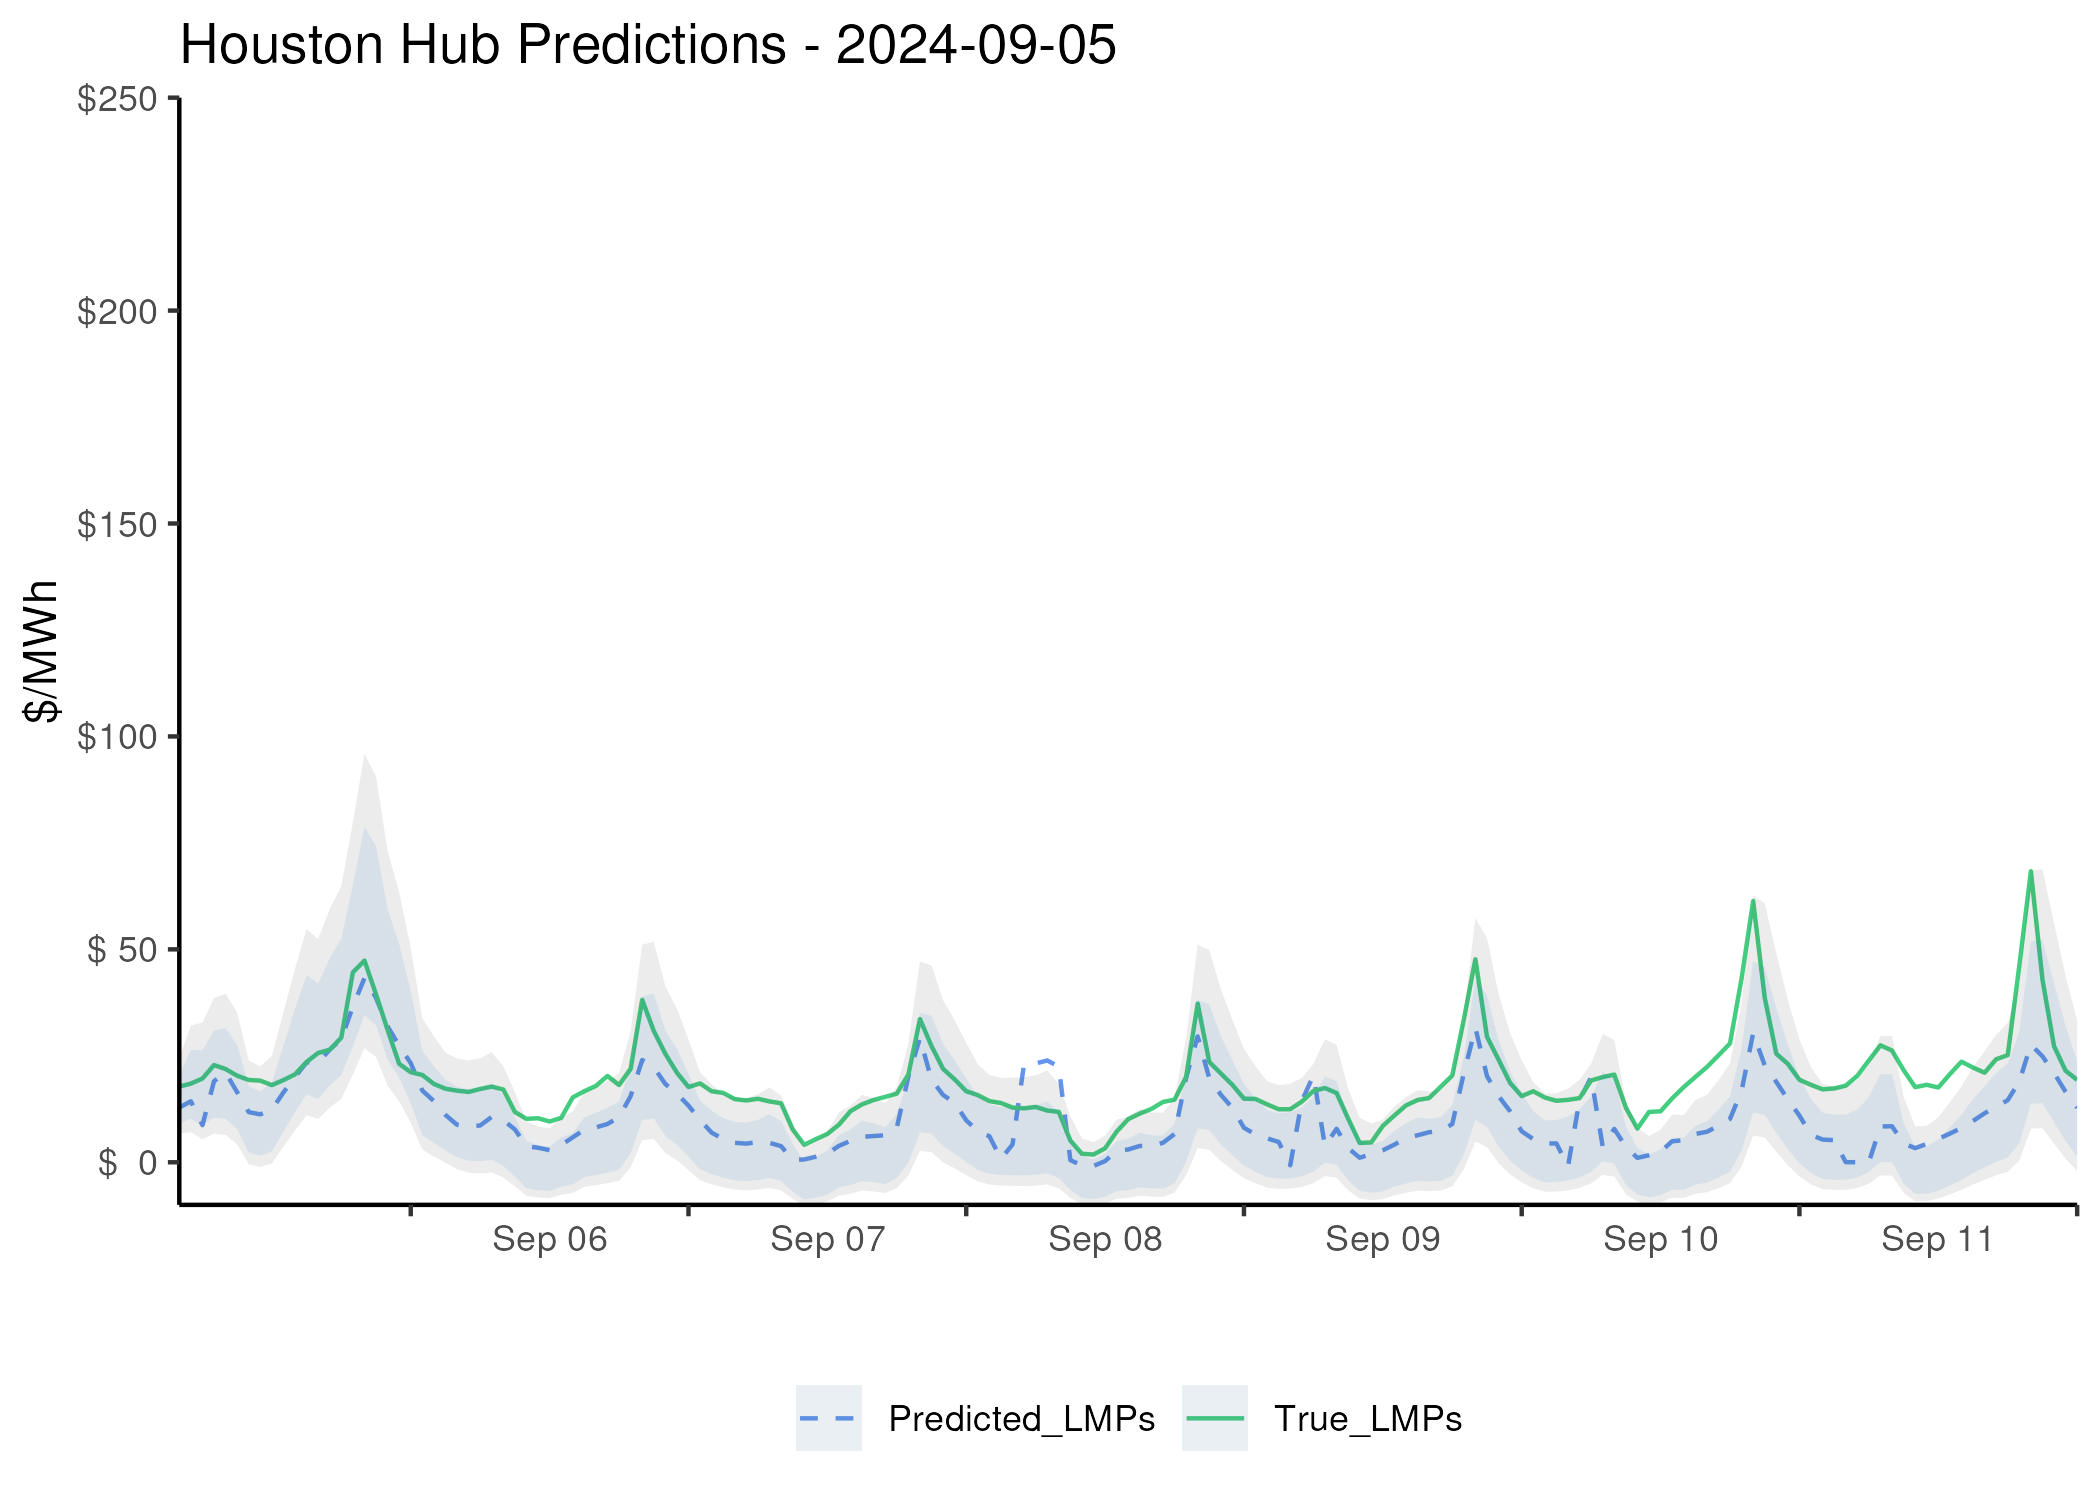 Houston Hub Predictions - 2024-09-05
$250
$200
$150
$100
$ 50
$ 0
$/MWh
Sep 06 Sep 07 Sep 08 Sep 09 Sep 10 Sep 11
Predicted_LMPs True_LMPs